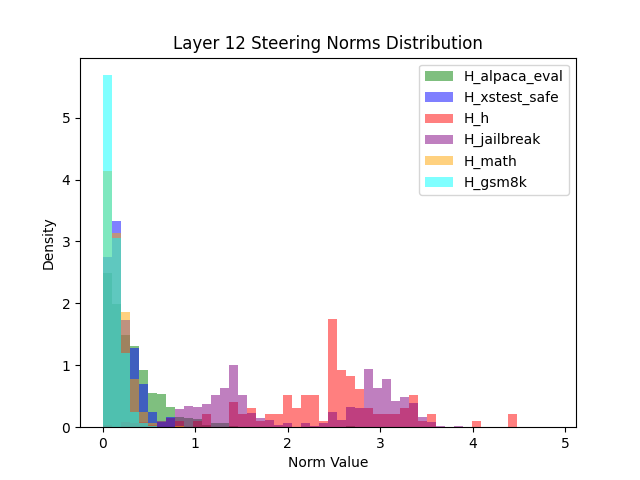 Layer 12 Steering Norms Distribution
H_alpaca_eval
H_xstest_safe
H_h
H_jailbreak
H_math
H_gsm8k
Density
5
4
3
2
1
0
0 1 2 3 4 5
Norm Value